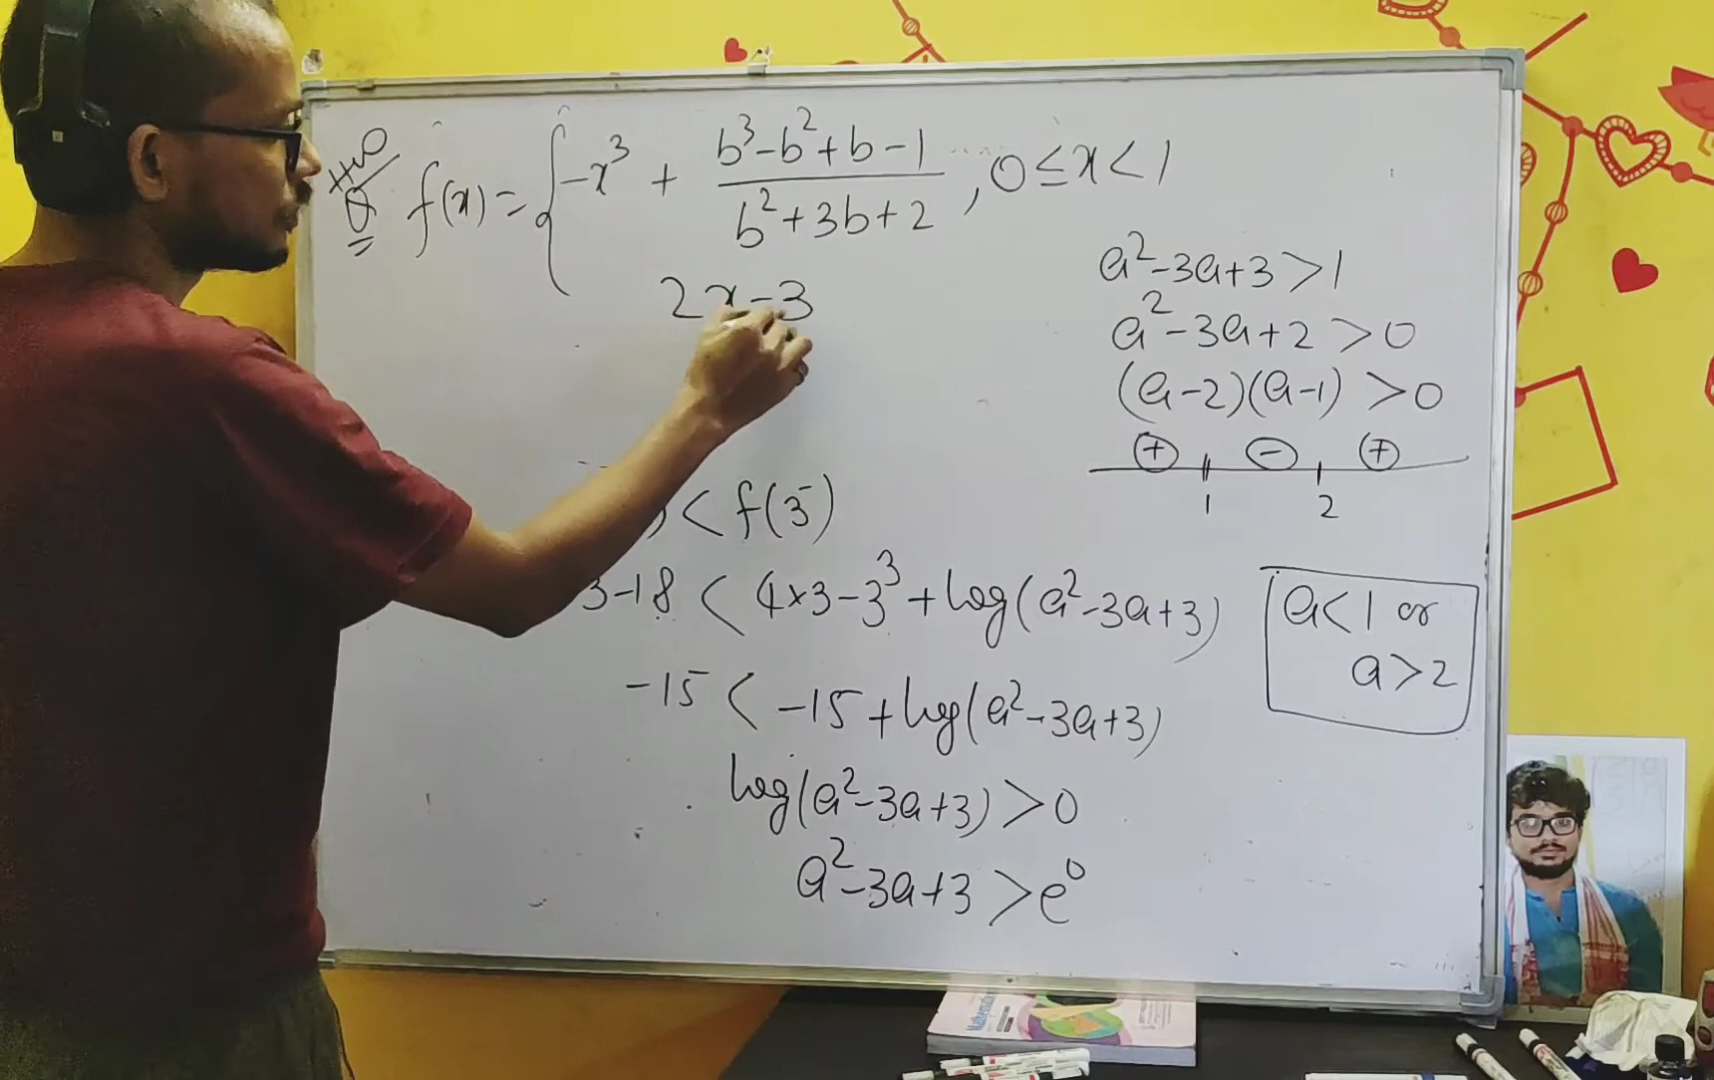 HW
Q f(x) = { -x³ + (b³-b²+b-1)/(b²+3b+2) , 0 ≤ x < 1
2x-3
a²-3a+3 > 1
a²-3a+2 > 0
(a-2)(a-1) > 0
+ - +
1 2
) < f(3)
3-18 < 4×3-3³+log(a²-3a+3)
-15 < -15+log(a²-3a+3)
log(a²-3a+3) > 0
a²-3a+3 > e⁰
a < 1 or
a > 2
Mathematics